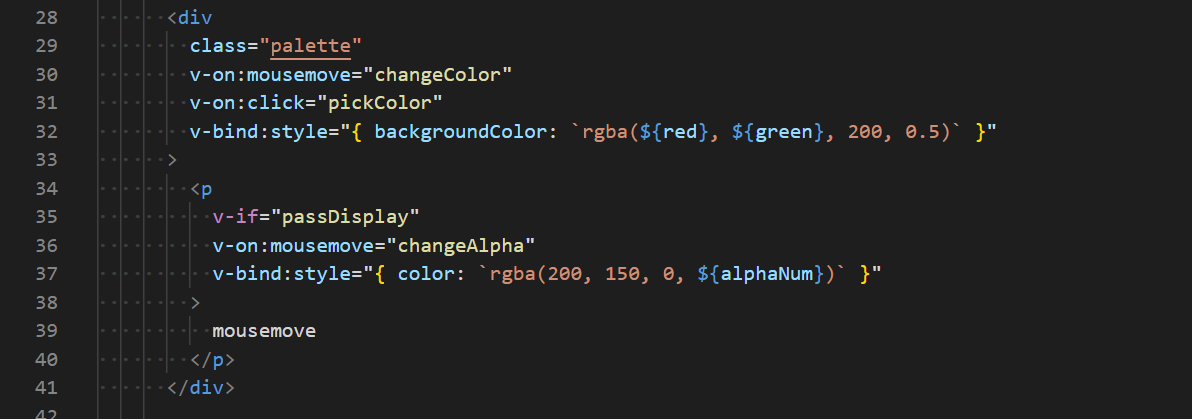 28 <div
29 class="palette"
30 v-on:mousemove="changeColor"
31 v-on:click="pickColor"
32 v-bind:style="{ backgroundColor: `rgba(${red}, ${green}, 200, 0.5)` }"
33 >
34 <p
35 v-if="passDisplay"
36 v-on:mousemove="changeAlpha"
37 v-bind:style="{ color: `rgba(200, 150, 0, ${alphaNum})` }"
38 >
39 mousemove
40 </p>
41 </div>
42